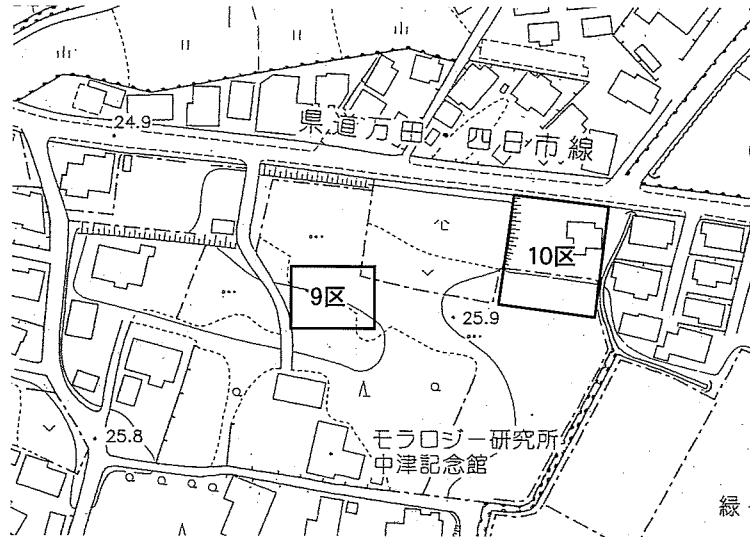 24.9
県道万田 四日市線
10区
9区
25.9
モラロジー研究所
中津記念館
25.8
緑